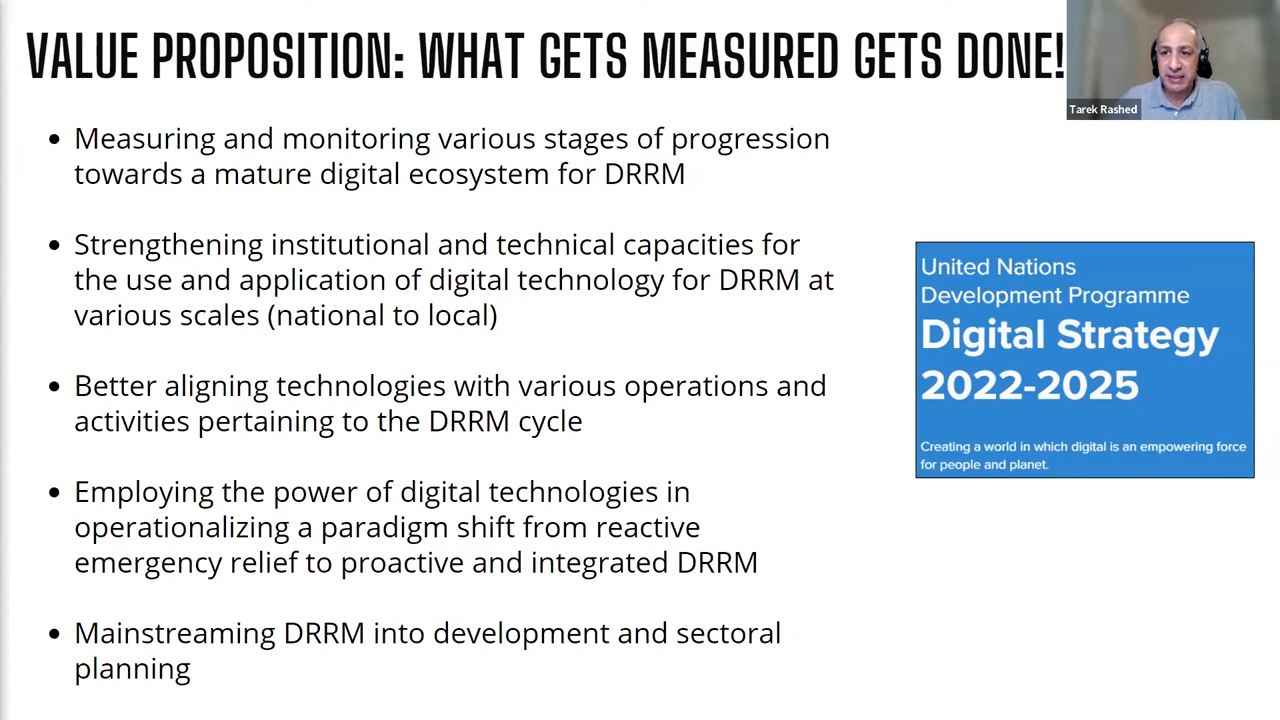 VALUE PROPOSITION: WHAT GETS MEASURED GETS DONE!
Tarek Rashed
• Measuring and monitoring various stages of progression
towards a mature digital ecosystem for DRRM
• Strengthening institutional and technical capacities for
the use and application of digital technology for DRRM at
various scales (national to local)
• Better aligning technologies with various operations and
activities pertaining to the DRRM cycle
• Employing the power of digital technologies in
operationalizing a paradigm shift from reactive
emergency relief to proactive and integrated DRRM
• Mainstreaming DRRM into development and sectoral
planning
United Nations
Development Programme
Digital Strategy
2022-2025
Creating a world in which digital is an empowering force
for people and planet.